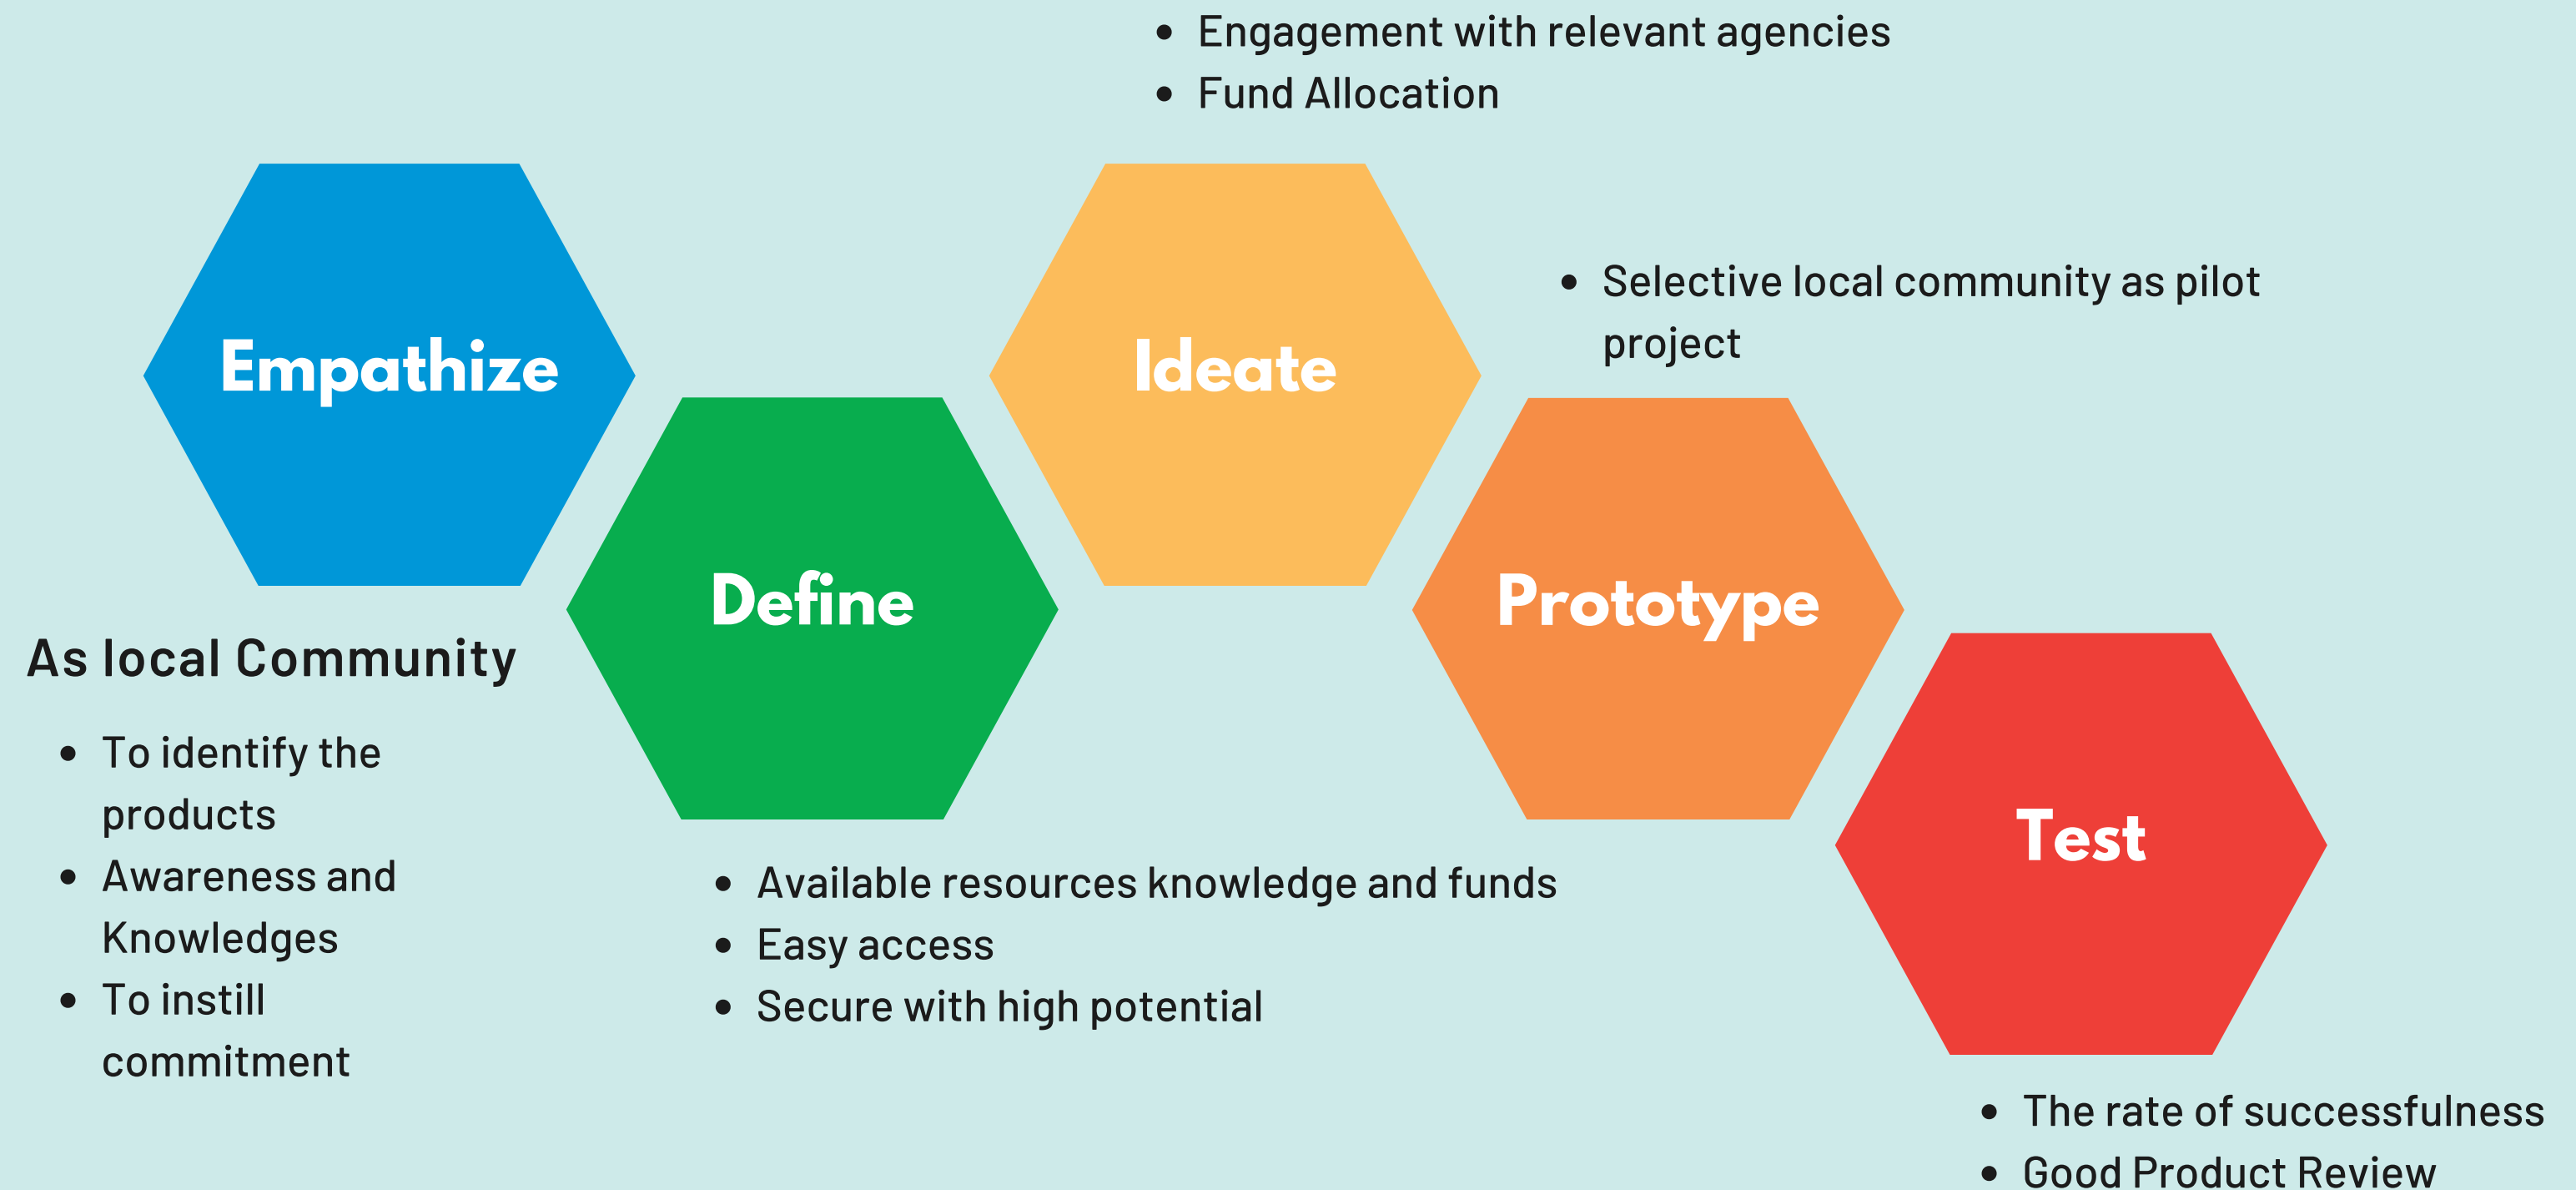 Empathize
As local Community
• To identify the
products
• Awareness and
Knowledges
• To instill
commitment
Define
• Available resources knowledge and funds
• Easy access
• Secure with high potential
• Engagement with relevant agencies
• Fund Allocation
Ideate
• Selective local community as pilot
project
Prototype
Test
• The rate of successfulness
• Good Product Review